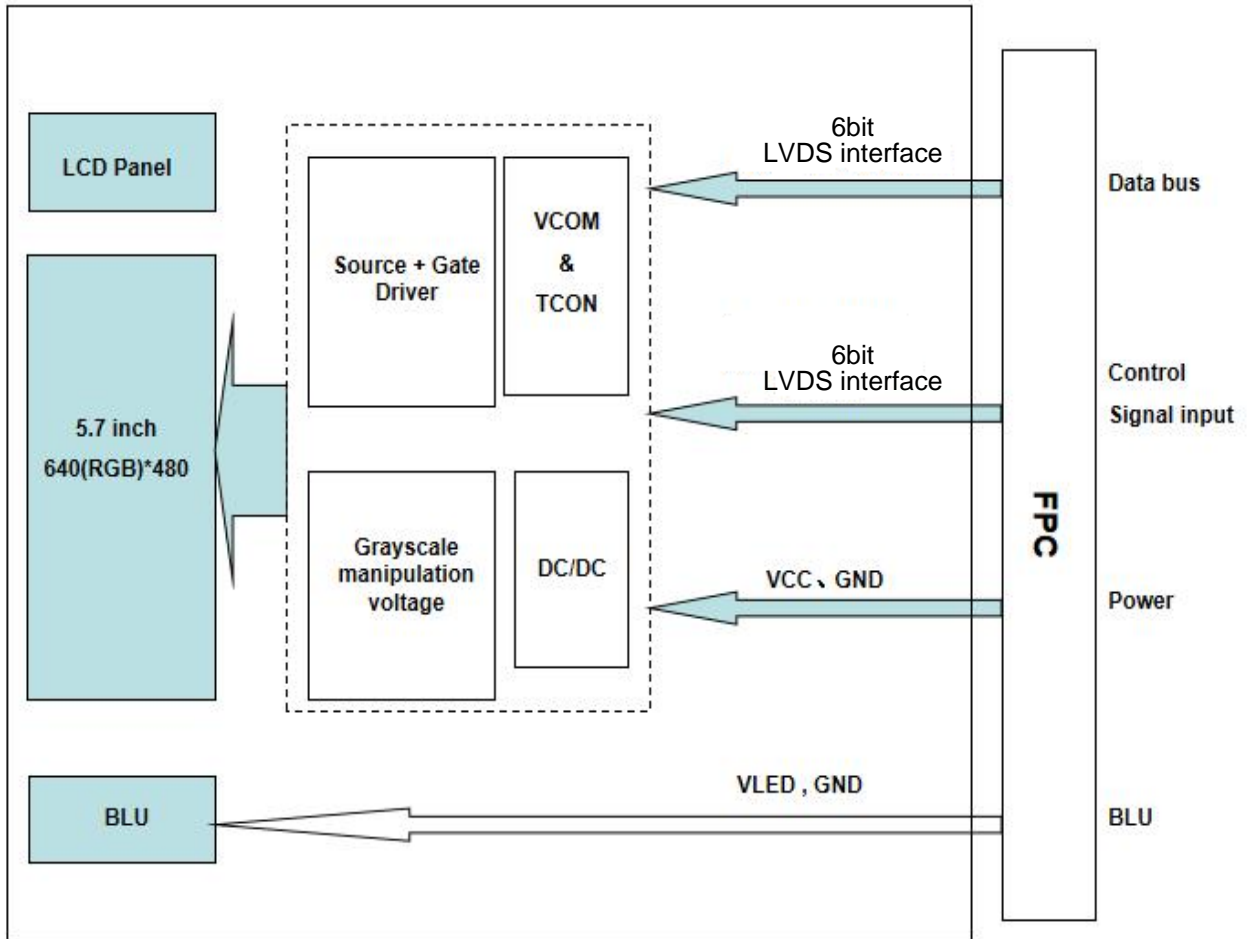 LCD Panel
5.7 inch
640(RGB)*480
BLU
Source + Gate
Driver
VCOM
&
TCON
Grayscale
manipulation
voltage
DC/DC
6bit
LVDS interface
6bit
LVDS interface
VCC、GND
VLED , GND
FPC
Data bus
Control
Signal input
Power
BLU